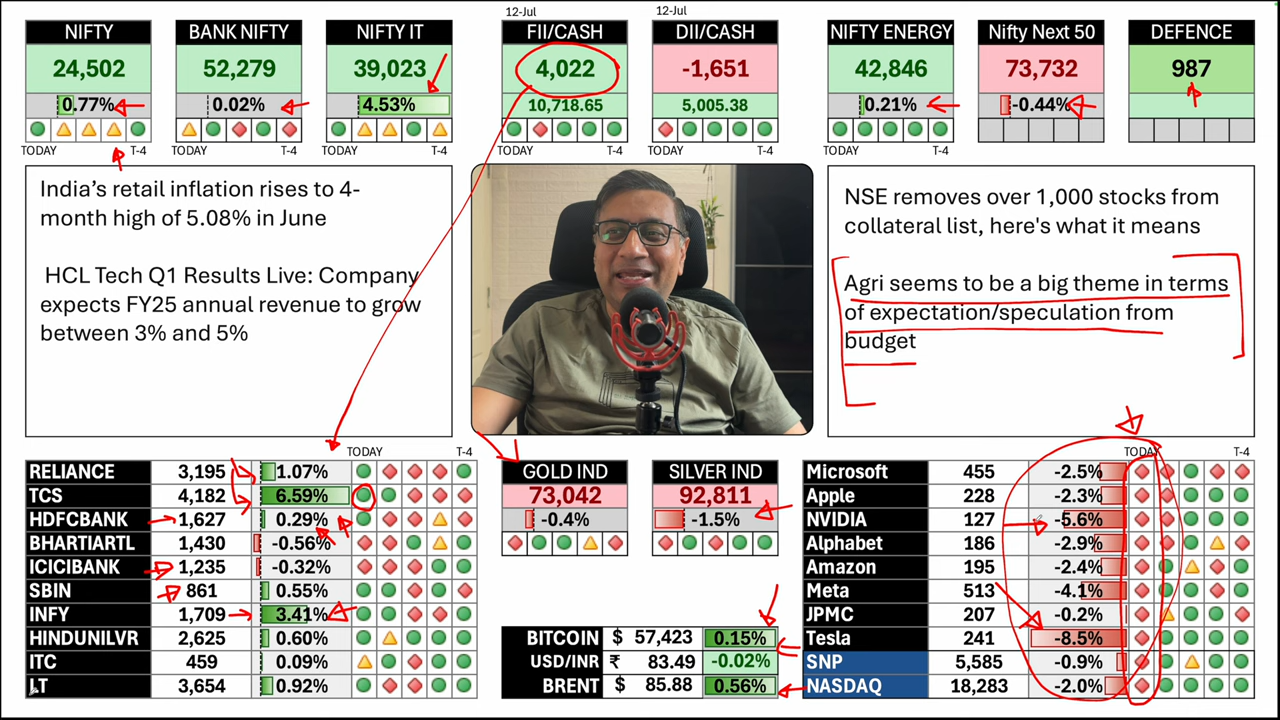 12-Jul
12-Jul
NIFTY
24,502
0.77%
TODAY T-4
BANK NIFTY
52,279
0.02%
NIFTY IT
39,023
4.53%
TODAY T-4
FII/CASH
4,022
10,718.65
TODAY T-4
DII/CASH
-1,651
5,005.38
TODAY T-4
NIFTY ENERGY
42,846
0.21%
TODAY T-4
Nifty Next 50
73,732
-0.44%
TODAY T-4
DEFENCE
987
TODAY T-4
India's retail inflation rises to 4-
month high of 5.08% in June
HCL Tech Q1 Results Live: Company
expects FY25 annual revenue to grow
between 3% and 5%
NSE removes over 1,000 stocks from
collateral list, here's what it means
Agri seems to be a big theme in terms
of expectation/speculation from
budget
TODAY T-4
RELIANCE 3,195 1.07%
TCS 4,182 6.59%
HDFCBANK 1,627 0.29%
BHARTIARTL 1,430 -0.56%
ICICIBANK 1,235 -0.32%
SBIN 861 0.55%
INFY 1,709 3.41%
HINDUNILVR 2,625 0.60%
ITC 459 0.09%
LT 3,654 0.92%
GOLD IND
73,042
-0.4%
SILVER IND
92,811
-1.5%
BITCOIN $ 57,423 0.15%
USD/INR ₹ 83.49 -0.02%
BRENT $ 85.88 0.56%
TODAY T-4
Microsoft 455 -2.5%
Apple 228 -2.3%
NVIDIA 127 -5.6%
Alphabet 186 -2.9%
Amazon 195 -2.4%
Meta 513 -4.1%
JPMC 207 -0.2%
Tesla 241 -8.5%
SNP 5,585 -0.9%
NASDAQ 18,283 -2.0%